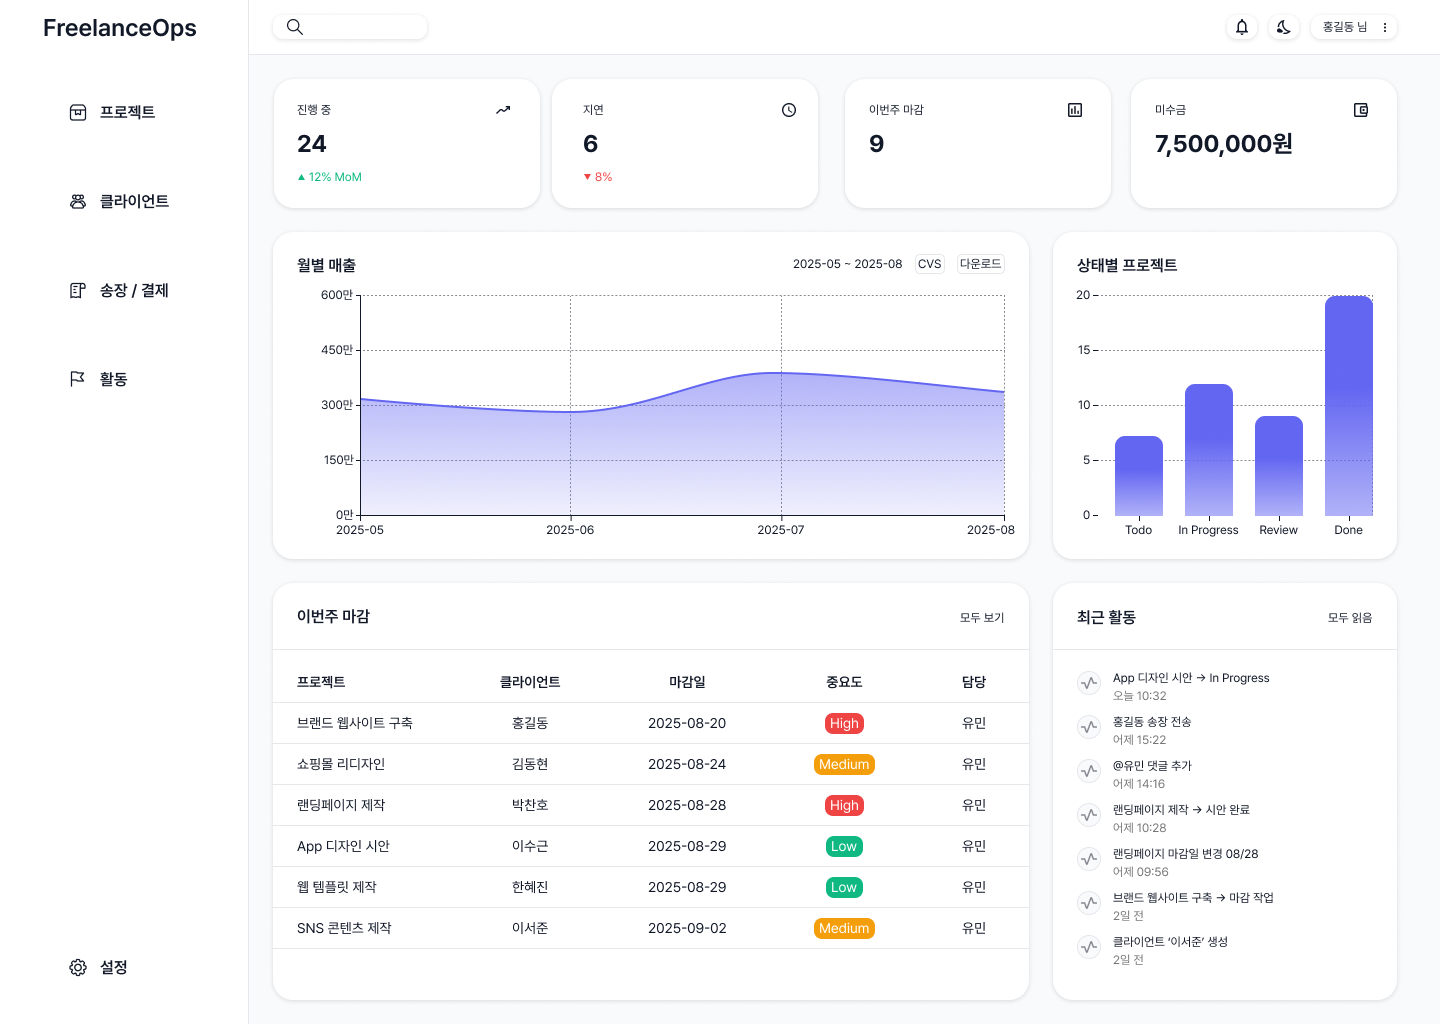 FreelanceOps
홍길동 님
프로젝트
클라이언트
송장 / 결제
활동
설정
진행 중
24
12% MoM
지연
6
8%
이번주 마감
9
미수금
7,500,000원
월별 매출
2025-05 ~ 2025-08 CVS 다운로드
600만
450만
300만
150만
0만
2025-05 2025-06 2025-07 2025-08
상태별 프로젝트
20
15
10
5
0
Todo In Progress Review Done
이번주 마감 모두 보기
프로젝트 클라이언트 마감일 중요도 담당
브랜드 웹사이트 구축 홍길동 2025-08-20 High 유민
쇼핑몰 리디자인 김동현 2025-08-24 Medium 유민
랜딩페이지 제작 박찬호 2025-08-28 High 유민
App 디자인 시안 이수근 2025-08-29 Low 유민
웹 템플릿 제작 한혜진 2025-08-29 Low 유민
SNS 콘텐츠 제작 이서준 2025-09-02 Medium 유민
최근 활동 모두 읽음
App 디자인 시안 → In Progress
오늘 10:32
홍길동 송장 전송
어제 15:22
@유민 댓글 추가
어제 14:16
랜딩페이지 제작 → 시안 완료
어제 10:28
랜딩페이지 마감일 변경 08/28
어제 09:56
브랜드 웹사이트 구축 → 마감 작업
2일 전
클라이언트 ‘이서준’ 생성
2일 전